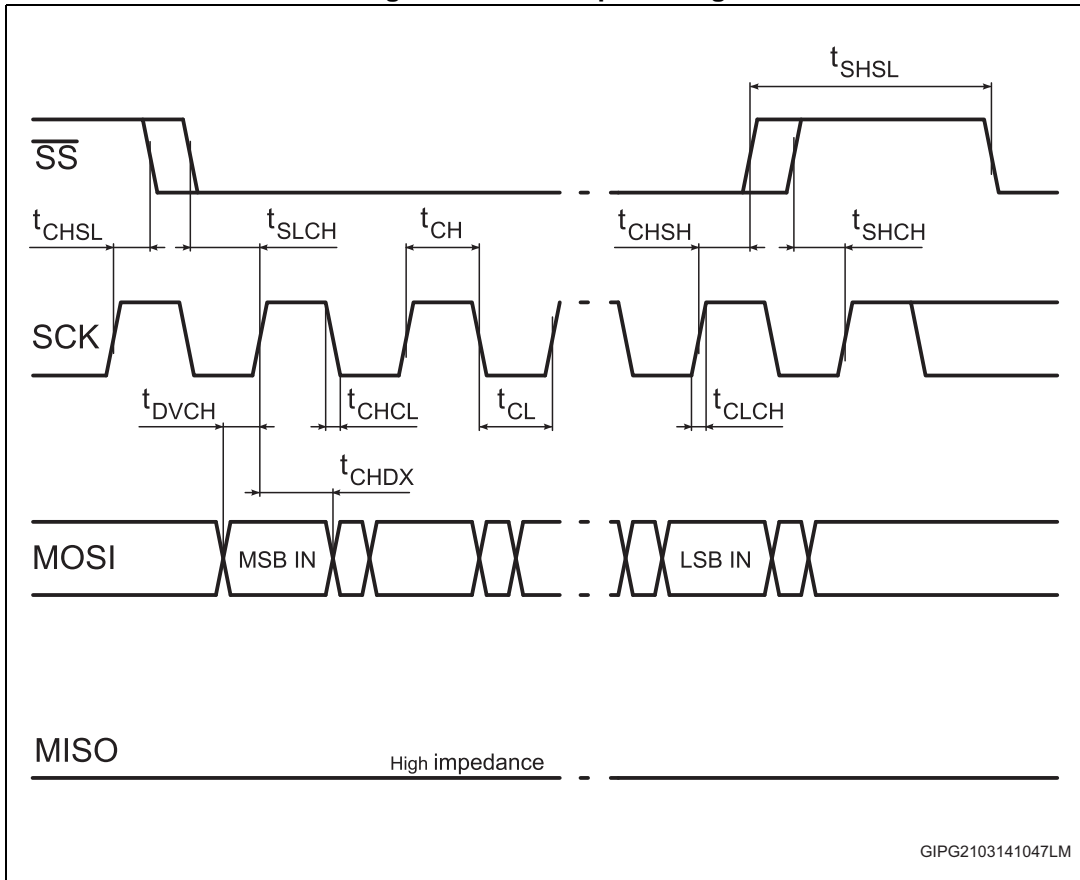 tSHSL
SS
tCHSL
tSLCH
tCH
tCHSH
tSHCH
SCK
tDVCH
tCHCL
tCL
tCLCH
tCHDX
MOSI
MSB IN
LSB IN
MISO
High impedance
GIPG2103141047LM